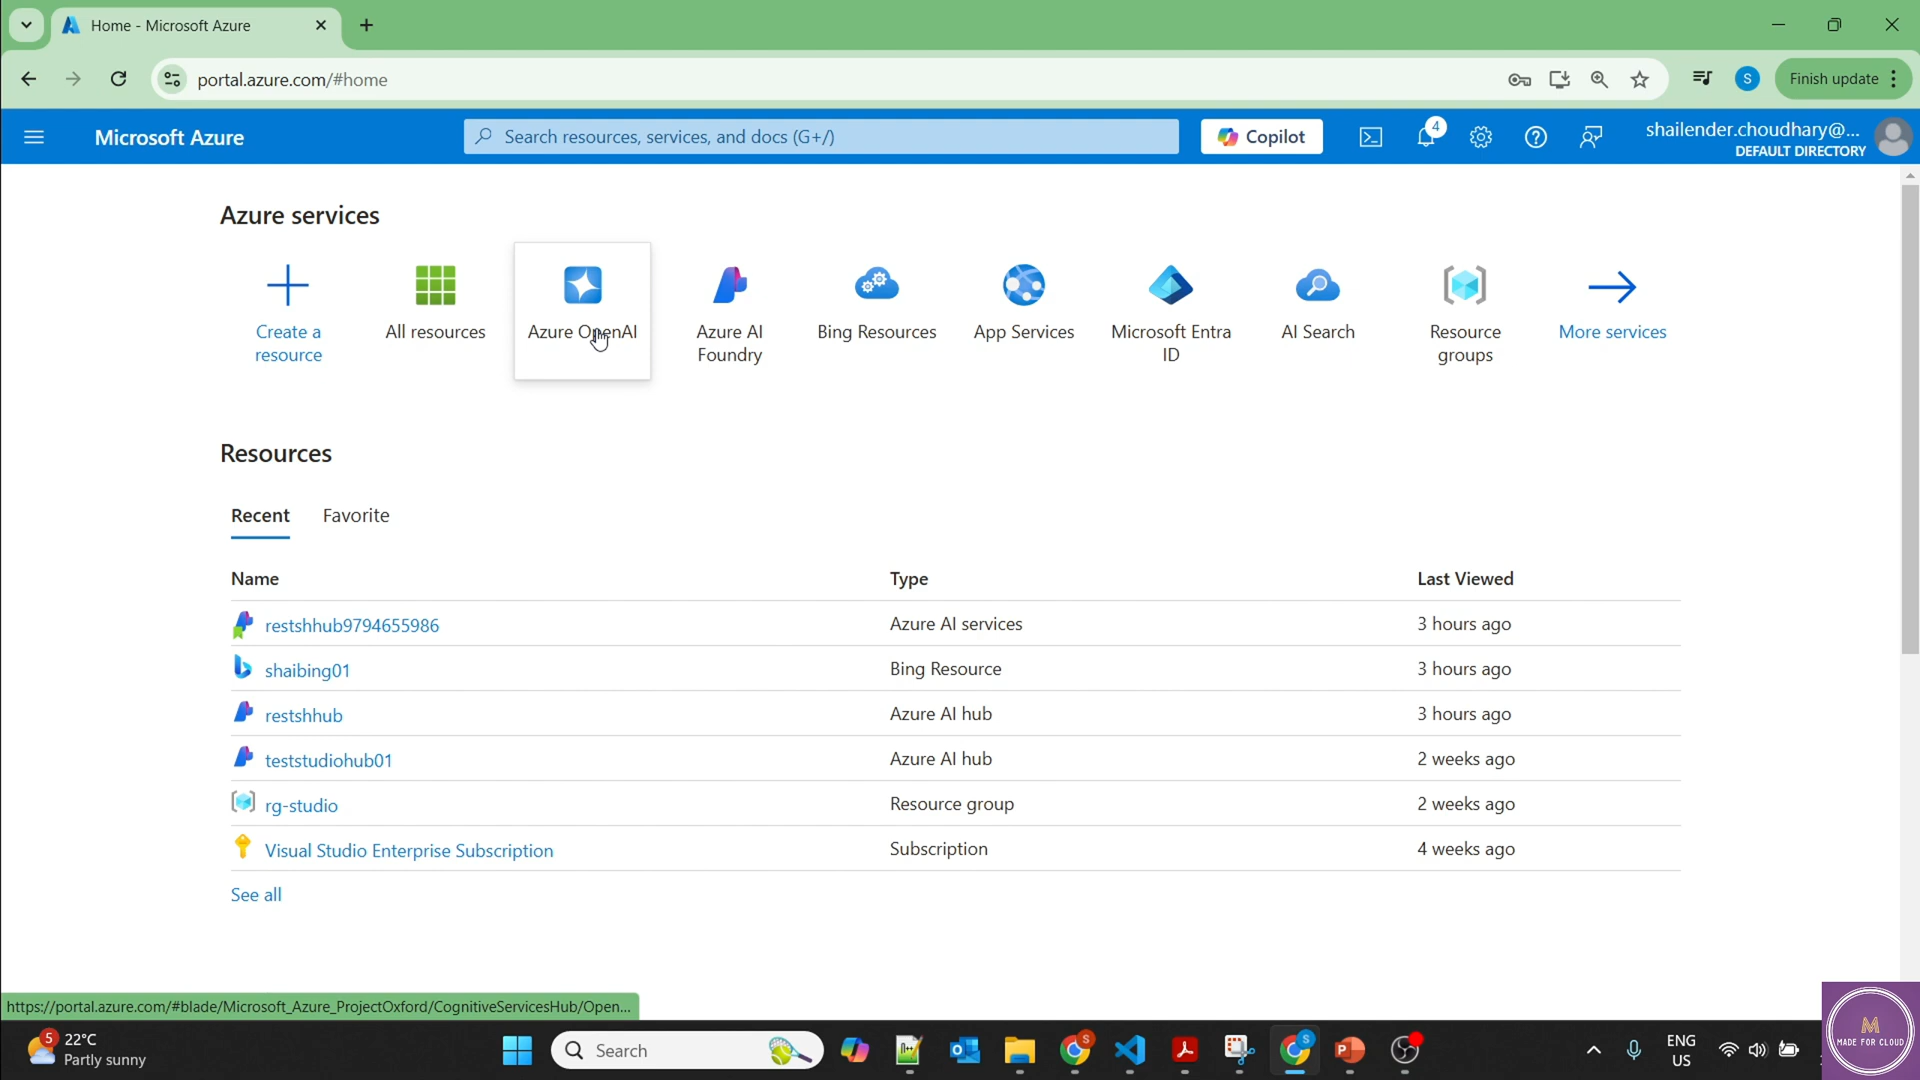 Home - Microsoft Azure
portal.azure.com/#home
S
Finish update
Microsoft Azure
Search resources, services, and docs (G+/)
Copilot
4
shailender.choudhary@...
DEFAULT DIRECTORY
Azure services
Create a
resource
All resources
Azure OpenAI
Azure AI
Foundry
Bing Resources
App Services
Microsoft Entra
ID
AI Search
Resource
groups
More services
Resources
Recent
Favorite
Name
Type
Last Viewed
restshhub9794655986
Azure AI services
3 hours ago
shaibing01
Bing Resource
3 hours ago
restshhub
Azure AI hub
3 hours ago
teststudiohub01
Azure AI hub
2 weeks ago
rg-studio
Resource group
2 weeks ago
Visual Studio Enterprise Subscription
Subscription
4 weeks ago
See all
https://portal.azure.com/#blade/Microsoft_Azure_ProjectOxford/CognitiveServicesHub/Open...
5
22°C
Partly sunny
Search
S
S
ENG
US
M
MADE FOR CLOUD